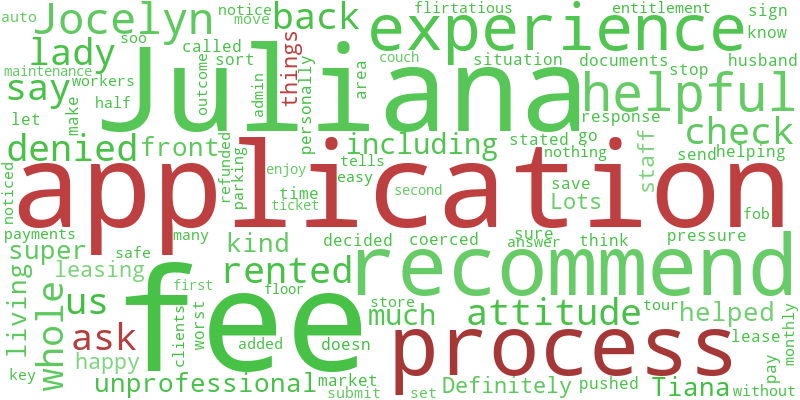 auto
Jocelyn
soo
notice
move
back
flirtatious
experience
entitlement
sign
know
lady
called
sort
things
Juliana
personally
area
couch
situation
documents
stop
husband
maintenance
say
workers
half
outcome
admin
helpful
let
make
response
check
denied
front
refunded
parking
including
stated
go
nothing
staff
send
helping
tells
easy
enjoy
noticed
application
second
save
Lots
time
ticket
fob
payments
many
decided
coerced
sure
answer
think
pressure
super
safe
kind
living
leasing
rented
recommend
first
floor
Whole
us
fee
store
much
attitude
tour
helped
monthly
ask
clients
worst
added
doesn
process
lease
happy
key
unprofessional
market
submit
set
Definitely
pushed
Tiana
pay
without